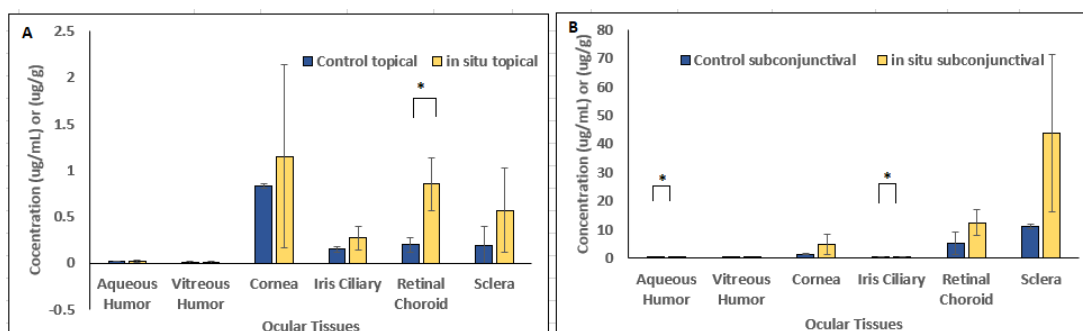 A
Cocentration (ug/mL) or (ug/g)
2.5
2
1.5
1
0.5
0
-0.5
Control topical
in situ topical
*
Aqueous Humor
Vitreous Humor
Cornea
Iris Ciliary
Retinal Choroid
Sclera
Ocular Tissues
B
Concentration (ug/mL) or (ug/g)
80
70
60
50
40
30
20
10
0
Control subconjunctival
in situ subconjunctival
*
*
Aqueous Humor
Vitreous Humor
Cornea
Iris Ciliary
Retinal Choroid
Sclera
Ocular Tissues